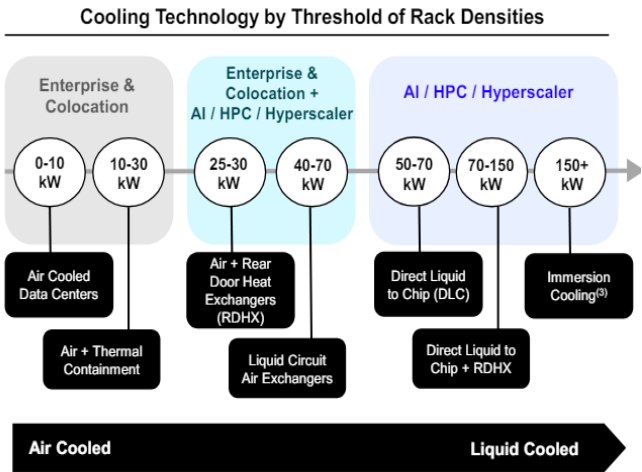 Cooling Technology by Threshold of Rack Densities
Enterprise &
Colocation
Enterprise &
Colocation +
AI / HPC / Hyperscaler
AI / HPC / Hyperscaler
0-10
kW
10-30
kW
25-30
kW
40-70
kW
50-70
kW
70-150
kW
150+
kW
Air Cooled
Data Centers
Air + Thermal
Containment
Air + Rear
Door Heat
Exchangers
(RDHX)
Liquid Circuit
Air Exchangers
Direct Liquid
to Chip (DLC)
Direct Liquid to
Chip + RDHX
Immersion
Cooling(3)
Air Cooled
Liquid Cooled